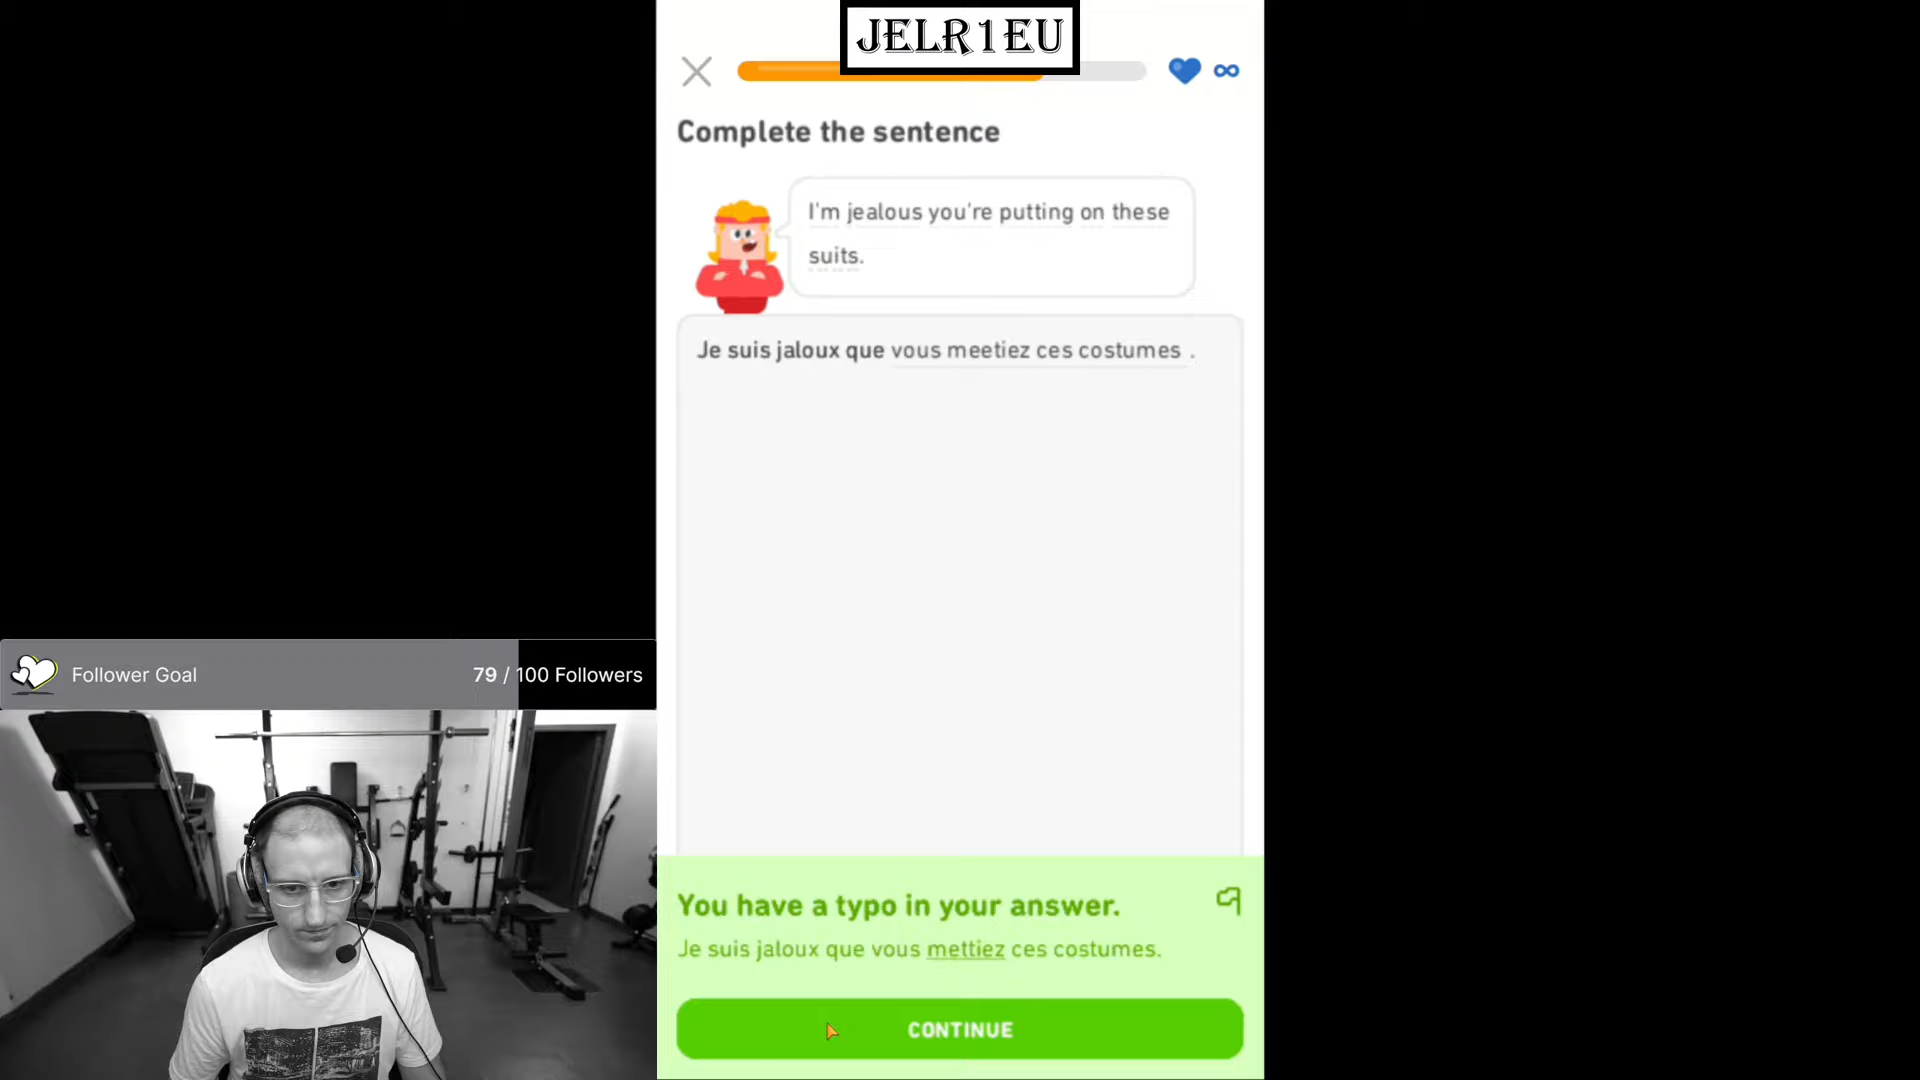 JELR1EU
Complete the sentence
I'm jealous you're putting on these
suits.
Je suis jaloux que vous meetiez ces costumes .
Follower Goal
79 / 100 Followers
You have a typo in your answer.
Je suis jaloux que vous mettiez ces costumes.
CONTINUE